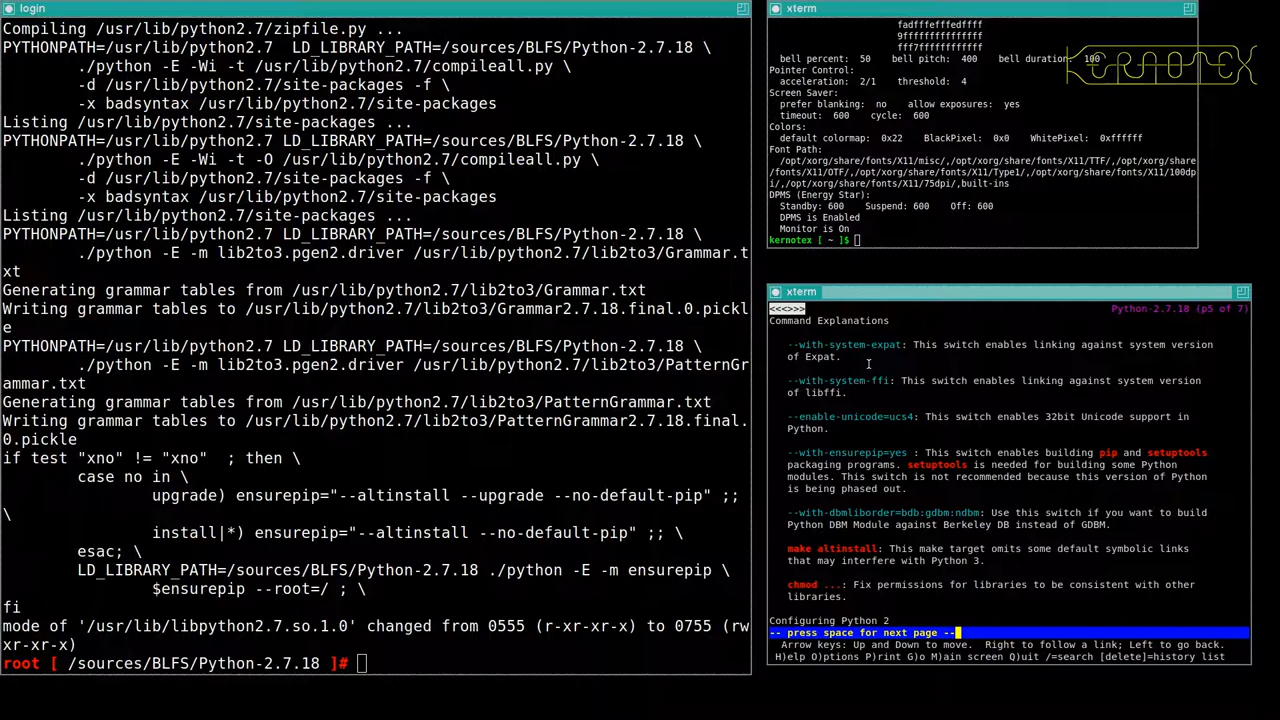 login
Compiling /usr/lib/python2.7/zipfile.py ...
PYTHONPATH=/usr/lib/python2.7  LD_LIBRARY_PATH=/sources/BLFS/Python-2.7.18 \
./python -E -Wi -t /usr/lib/python2.7/compileall.py \
-d /usr/lib/python2.7/site-packages -f \
-x badsyntax /usr/lib/python2.7/site-packages
Listing /usr/lib/python2.7/site-packages ...
PYTHONPATH=/usr/lib/python2.7 LD_LIBRARY_PATH=/sources/BLFS/Python-2.7.18 \
./python -E -Wi -t -O /usr/lib/python2.7/compileall.py \
-d /usr/lib/python2.7/site-packages -f \
-x badsyntax /usr/lib/python2.7/site-packages
Listing /usr/lib/python2.7/site-packages ...
PYTHONPATH=/usr/lib/python2.7 LD_LIBRARY_PATH=/sources/BLFS/Python-2.7.18 \
./python -E -m lib2to3.pgen2.driver /usr/lib/python2.7/lib2to3/Grammar.t
xt
Generating grammar tables from /usr/lib/python2.7/lib2to3/Grammar.txt
Writing grammar tables to /usr/lib/python2.7/lib2to3/Grammar2.7.18.final.0.pickl
e
PYTHONPATH=/usr/lib/python2.7 LD_LIBRARY_PATH=/sources/BLFS/Python-2.7.18 \
./python -E -m lib2to3.pgen2.driver /usr/lib/python2.7/lib2to3/PatternGr
ammar.txt
Generating grammar tables from /usr/lib/python2.7/lib2to3/PatternGrammar.txt
Writing grammar tables to /usr/lib/python2.7/lib2to3/PatternGrammar2.7.18.final.
0.pickle
if test "xno" != "xno"  ; then \
case no in \
upgrade) ensurepip="--altinstall --upgrade --no-default-pip" ;;
\
install|*) ensurepip="--altinstall --no-default-pip" ;; \
esac; \
LD_LIBRARY_PATH=/sources/BLFS/Python-2.7.18 ./python -E -m ensurepip \
$ensurepip --root=/ ; \
fi
mode of '/usr/lib/libpython2.7.so.1.0' changed from 0555 (r-xr-xr-x) to 0755 (rw
xr-xr-x)
root [ /sources/BLFS/Python-2.7.18 ]#
xterm
fadfffefffedffff
9fffffffffffffff
fff7ffffffffffff
bell percent:  50    bell pitch:  400    bell duration:  100
Pointer Control:
acceleration:  2/1    threshold:  4
Screen Saver:
prefer blanking:  no    allow exposures:  yes
timeout:  600    cycle:  600
Colors:
default colormap:  0x22    BlackPixel:  0x0    WhitePixel:  0xffffff
Font Path:
/opt/xorg/share/fonts/X11/misc/,/opt/xorg/share/fonts/X11/TTF/,/opt/xorg/share
/fonts/X11/OTF/,/opt/xorg/share/fonts/X11/Type1/,/opt/xorg/share/fonts/X11/100dp
i/,/opt/xorg/share/fonts/X11/75dpi/,built-ins
DPMS (Energy Star):
Standby: 600    Suspend: 600    Off: 600
DPMS is Enabled
Monitor is On
kernotex [ ~ ]$
KERNOTEX
xterm
<<<>>>
Python-2.7.18 (p5 of 7)
Command Explanations
--with-system-expat: This switch enables linking against system version
of Expat.
--with-system-ffi: This switch enables linking against system version
of libffi.
--enable-unicode=ucs4: This switch enables 32bit Unicode support in
Python.
--with-ensurepip=yes : This switch enables building pip and setuptools
packaging programs. setuptools is needed for building some Python
modules. This switch is not recommended because this version of Python
is being phased out.
--with-dbmliborder=bdb:gdbm:ndbm: Use this switch if you want to build
Python DBM Module against Berkeley DB instead of GDBM.
make altinstall: This make target omits some default symbolic links
that may interfere with Python 3.
chmod ...: Fix permissions for libraries to be consistent with other
libraries.
Configuring Python 2
-- press space for next page --
Arrow keys: Up and Down to move.  Right to follow a link; Left to go back.
H)elp O)ptions P)rint G)o M)ain screen Q)uit /=search [delete]=history list